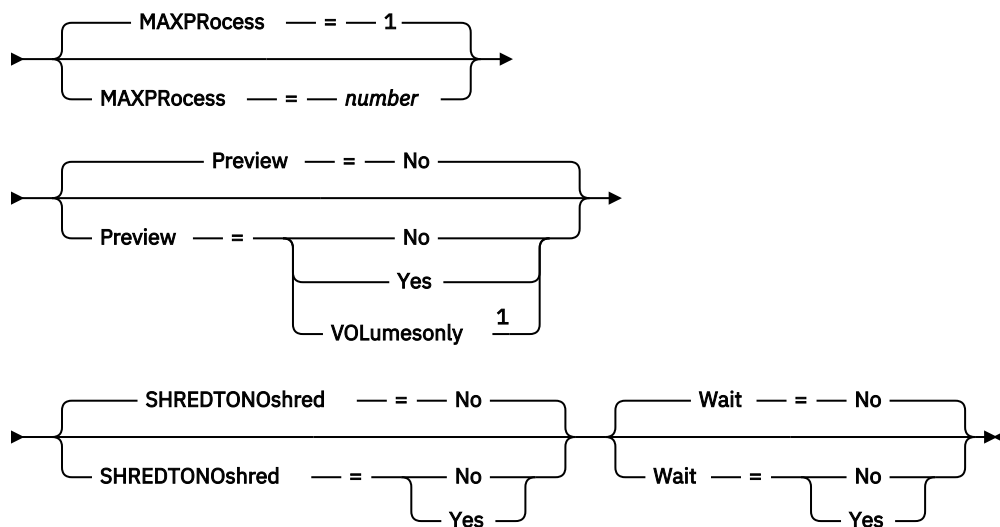 MAXPRocess = 1
MAXPRocess = number
Preview = No
Preview = No
Yes
VOLumesonly 1
SHREDTONOshred = No Wait = No
SHREDTONOshred = No Wait = No
Yes Yes